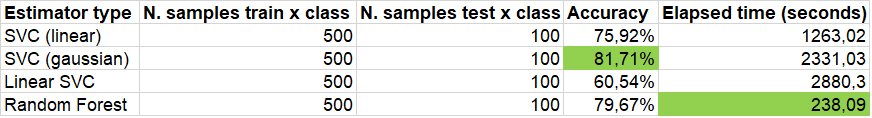 Estimator type N. samples train x class N. samples test x class Accuracy Elapsed time (seconds)
SVC (linear) 500 100 75,92% 1263,02
SVC (gaussian) 500 100 81,71% 2331,03
Linear SVC 500 100 60,54% 2880,3
Random Forest 500 100 79,67% 238,09